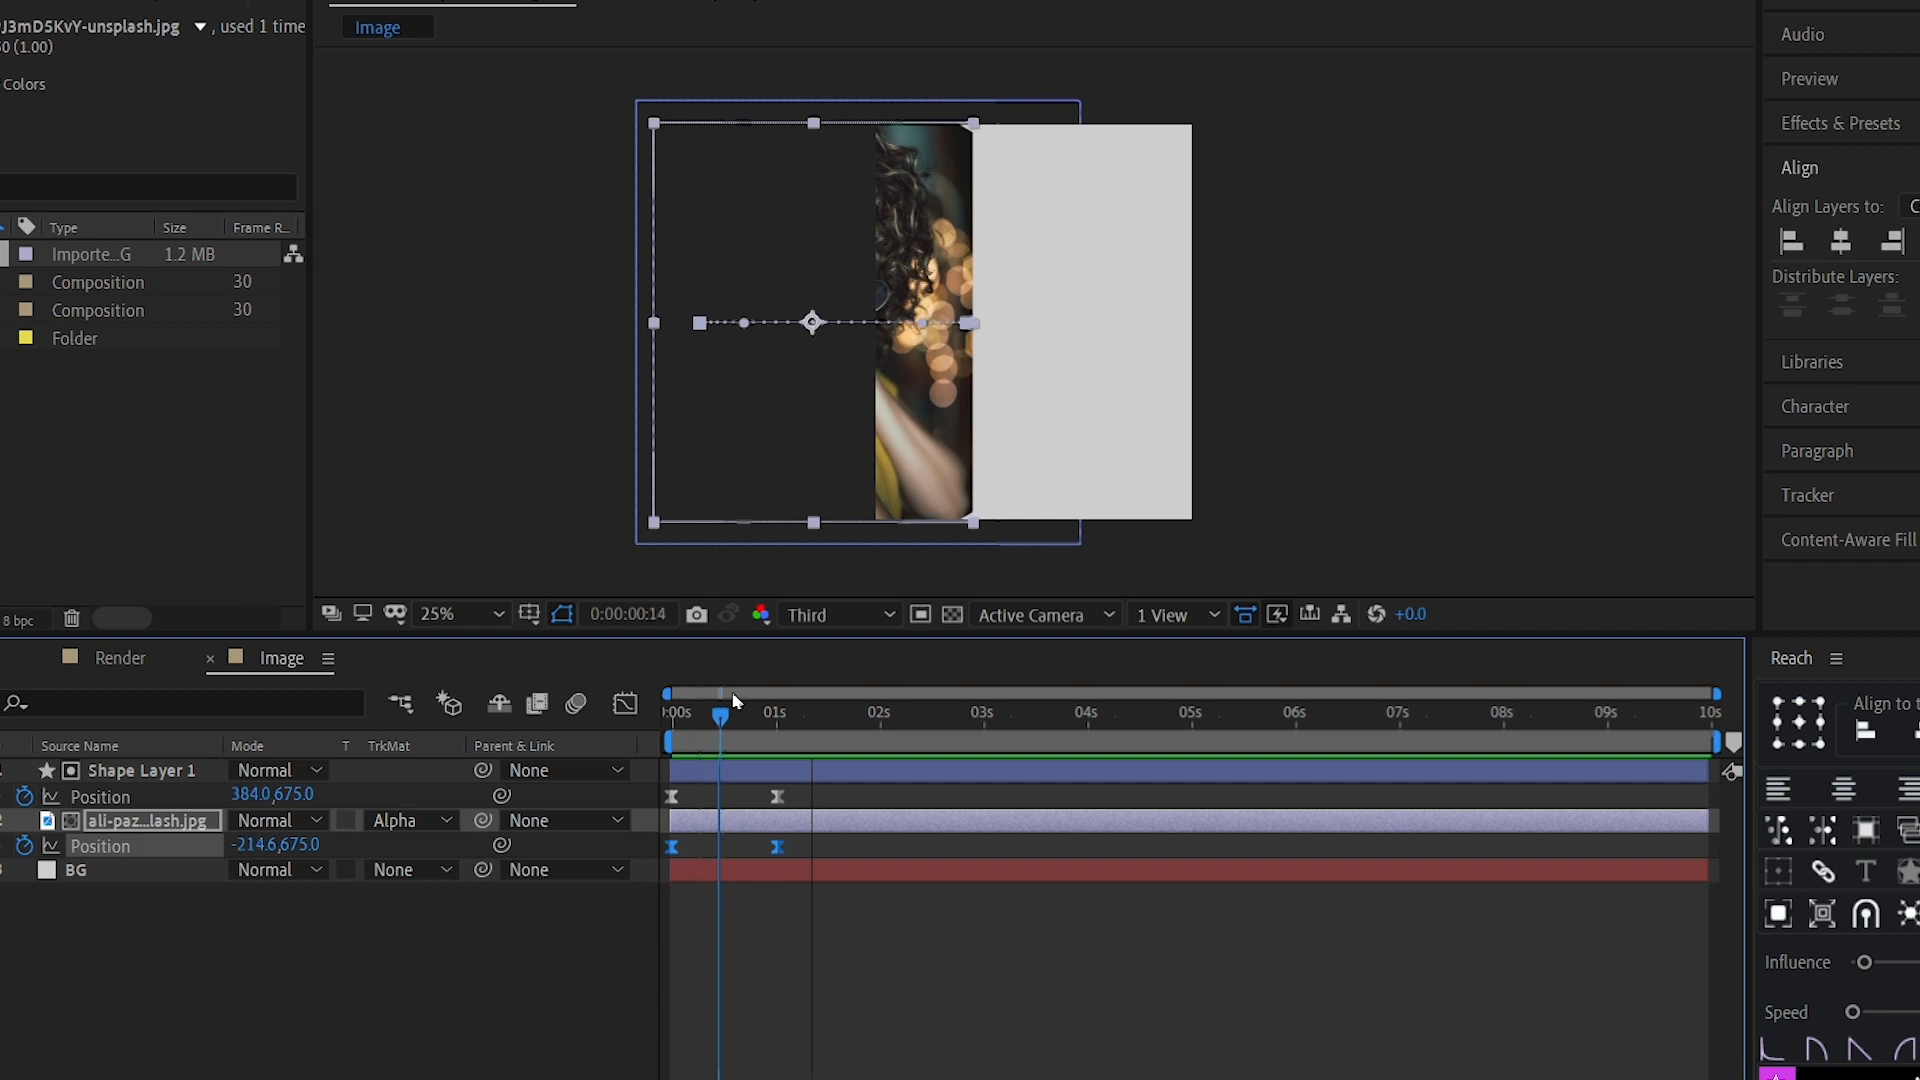 J3mD5KvY-unsplash.jpg ▼ , used 1 time
0 (1.00)
Colors
Type Size Frame R...
Importe...G 1.2 MB
Composition 30
Composition 30
Folder
8 bpc
Image
25% 0:00:00:14 Third Active Camera 1 View +0.0
Audio
Preview
Effects & Presets
Align
Align Layers to:
Distribute Layers:
Libraries
Character
Paragraph
Tracker
Content-Aware Fill
Render × Image
):00s 01s 02s 03s 04s 05s 06s 07s 08s 09s 10s
Source Name Mode T TrkMat Parent & Link
Shape Layer 1 Normal None
Position 384.0,675.0
ali-paz...lash.jpg Normal Alpha None
Position -214.6,675.0
BG Normal None None
Reach
Align to t
Influence
Speed